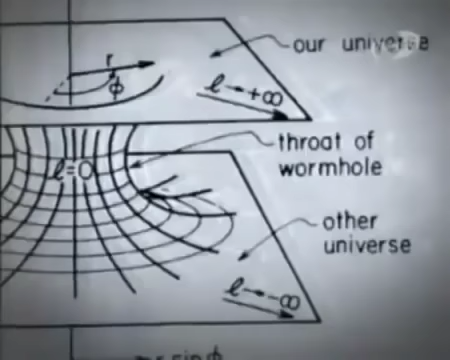 our universe
r
ϕ
ℓ→+∞
throat of
wormhole
ℓ=0
other
universe
ℓ→-∞